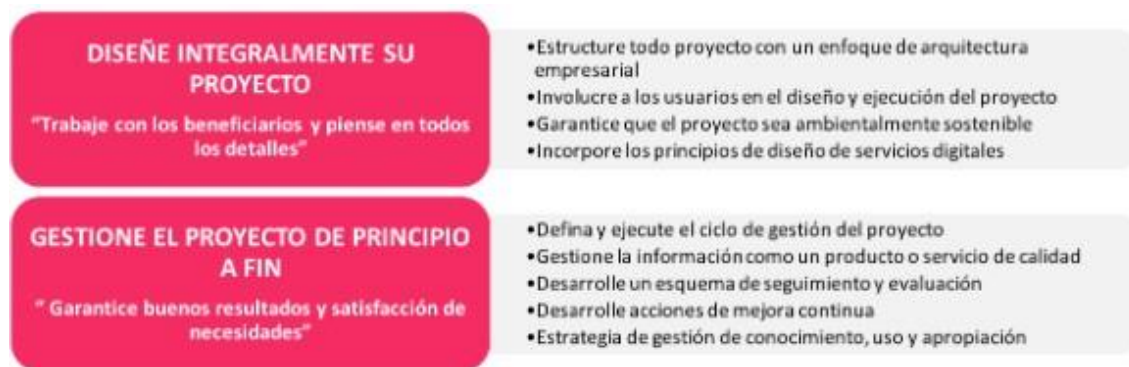 DISEÑE INTEGRALMENTE SU
PROYECTO
"Trabaje con los beneficiarios y piense en todos
los detalles"
•Estructure todo proyecto con un enfoque de arquitectura
empresarial
•Involucre a los usuarios en el diseño y ejecución del proyecto
•Garantice que el proyecto sea ambientalmente sostenible
•Incorpore los principios de diseño de servicios digitales
GESTIONE EL PROYECTO DE PRINCIPIO
A FIN
" Garantice buenos resultados y satisfacción de
necesidades"
•Defina y ejecute el ciclo de gestión del proyecto
•Gestione la información como un producto o servicio de calidad
•Desarrolle un esquema de seguimiento y evaluación
•Desarrolle acciones de mejora continua
•Estrategia de gestión de conocimiento, uso y apropiación